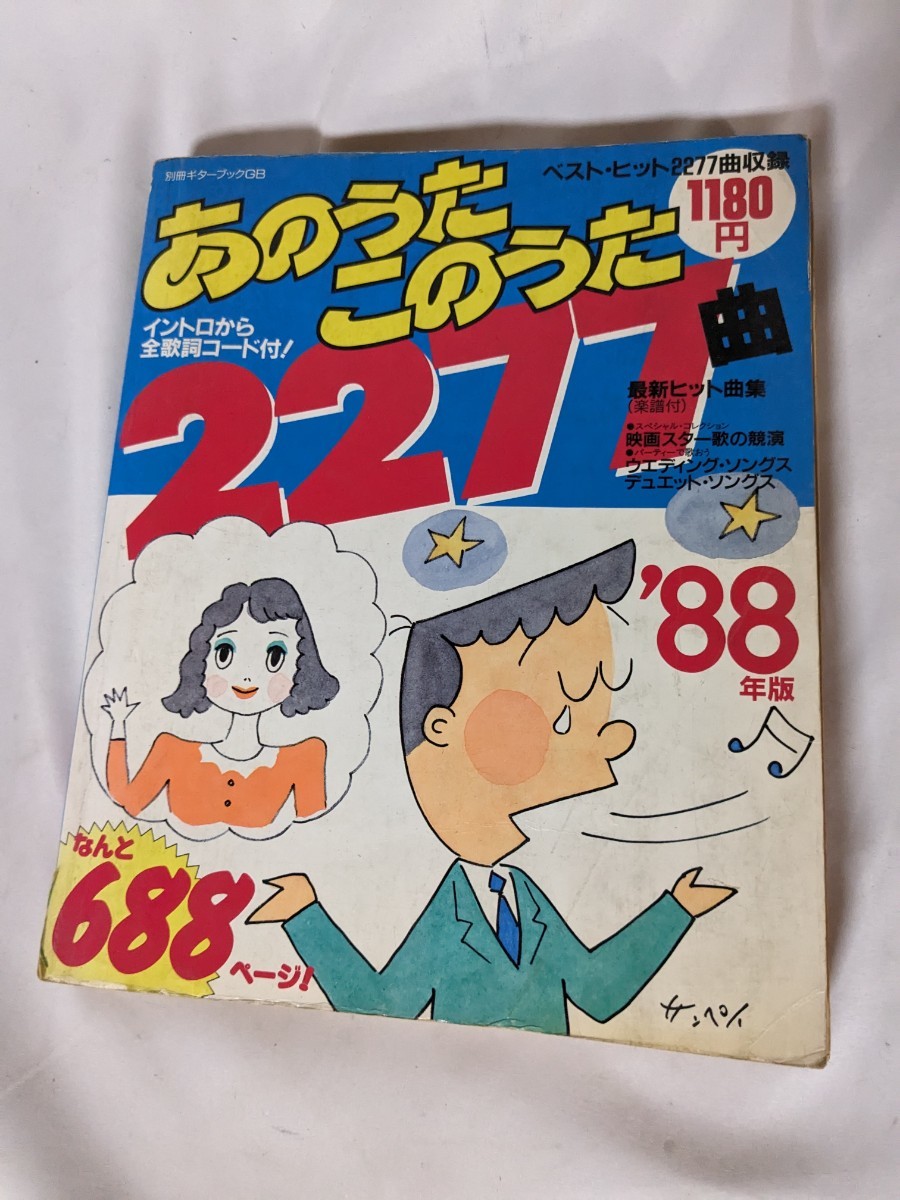 別冊ギターブックGB
ベスト・ヒット2277曲収録
1180
円
あのうた
このうた
イントロから
全歌詞コード付!
2277
曲
最新ヒット曲集
(楽譜付)
●スペシャル・コレクション
映画スター歌の競演
●パーティーで歌おう
ウエディング・ソングス
デュエット・ソングス
'88
年版
なんと
688
ページ!
サンペイ